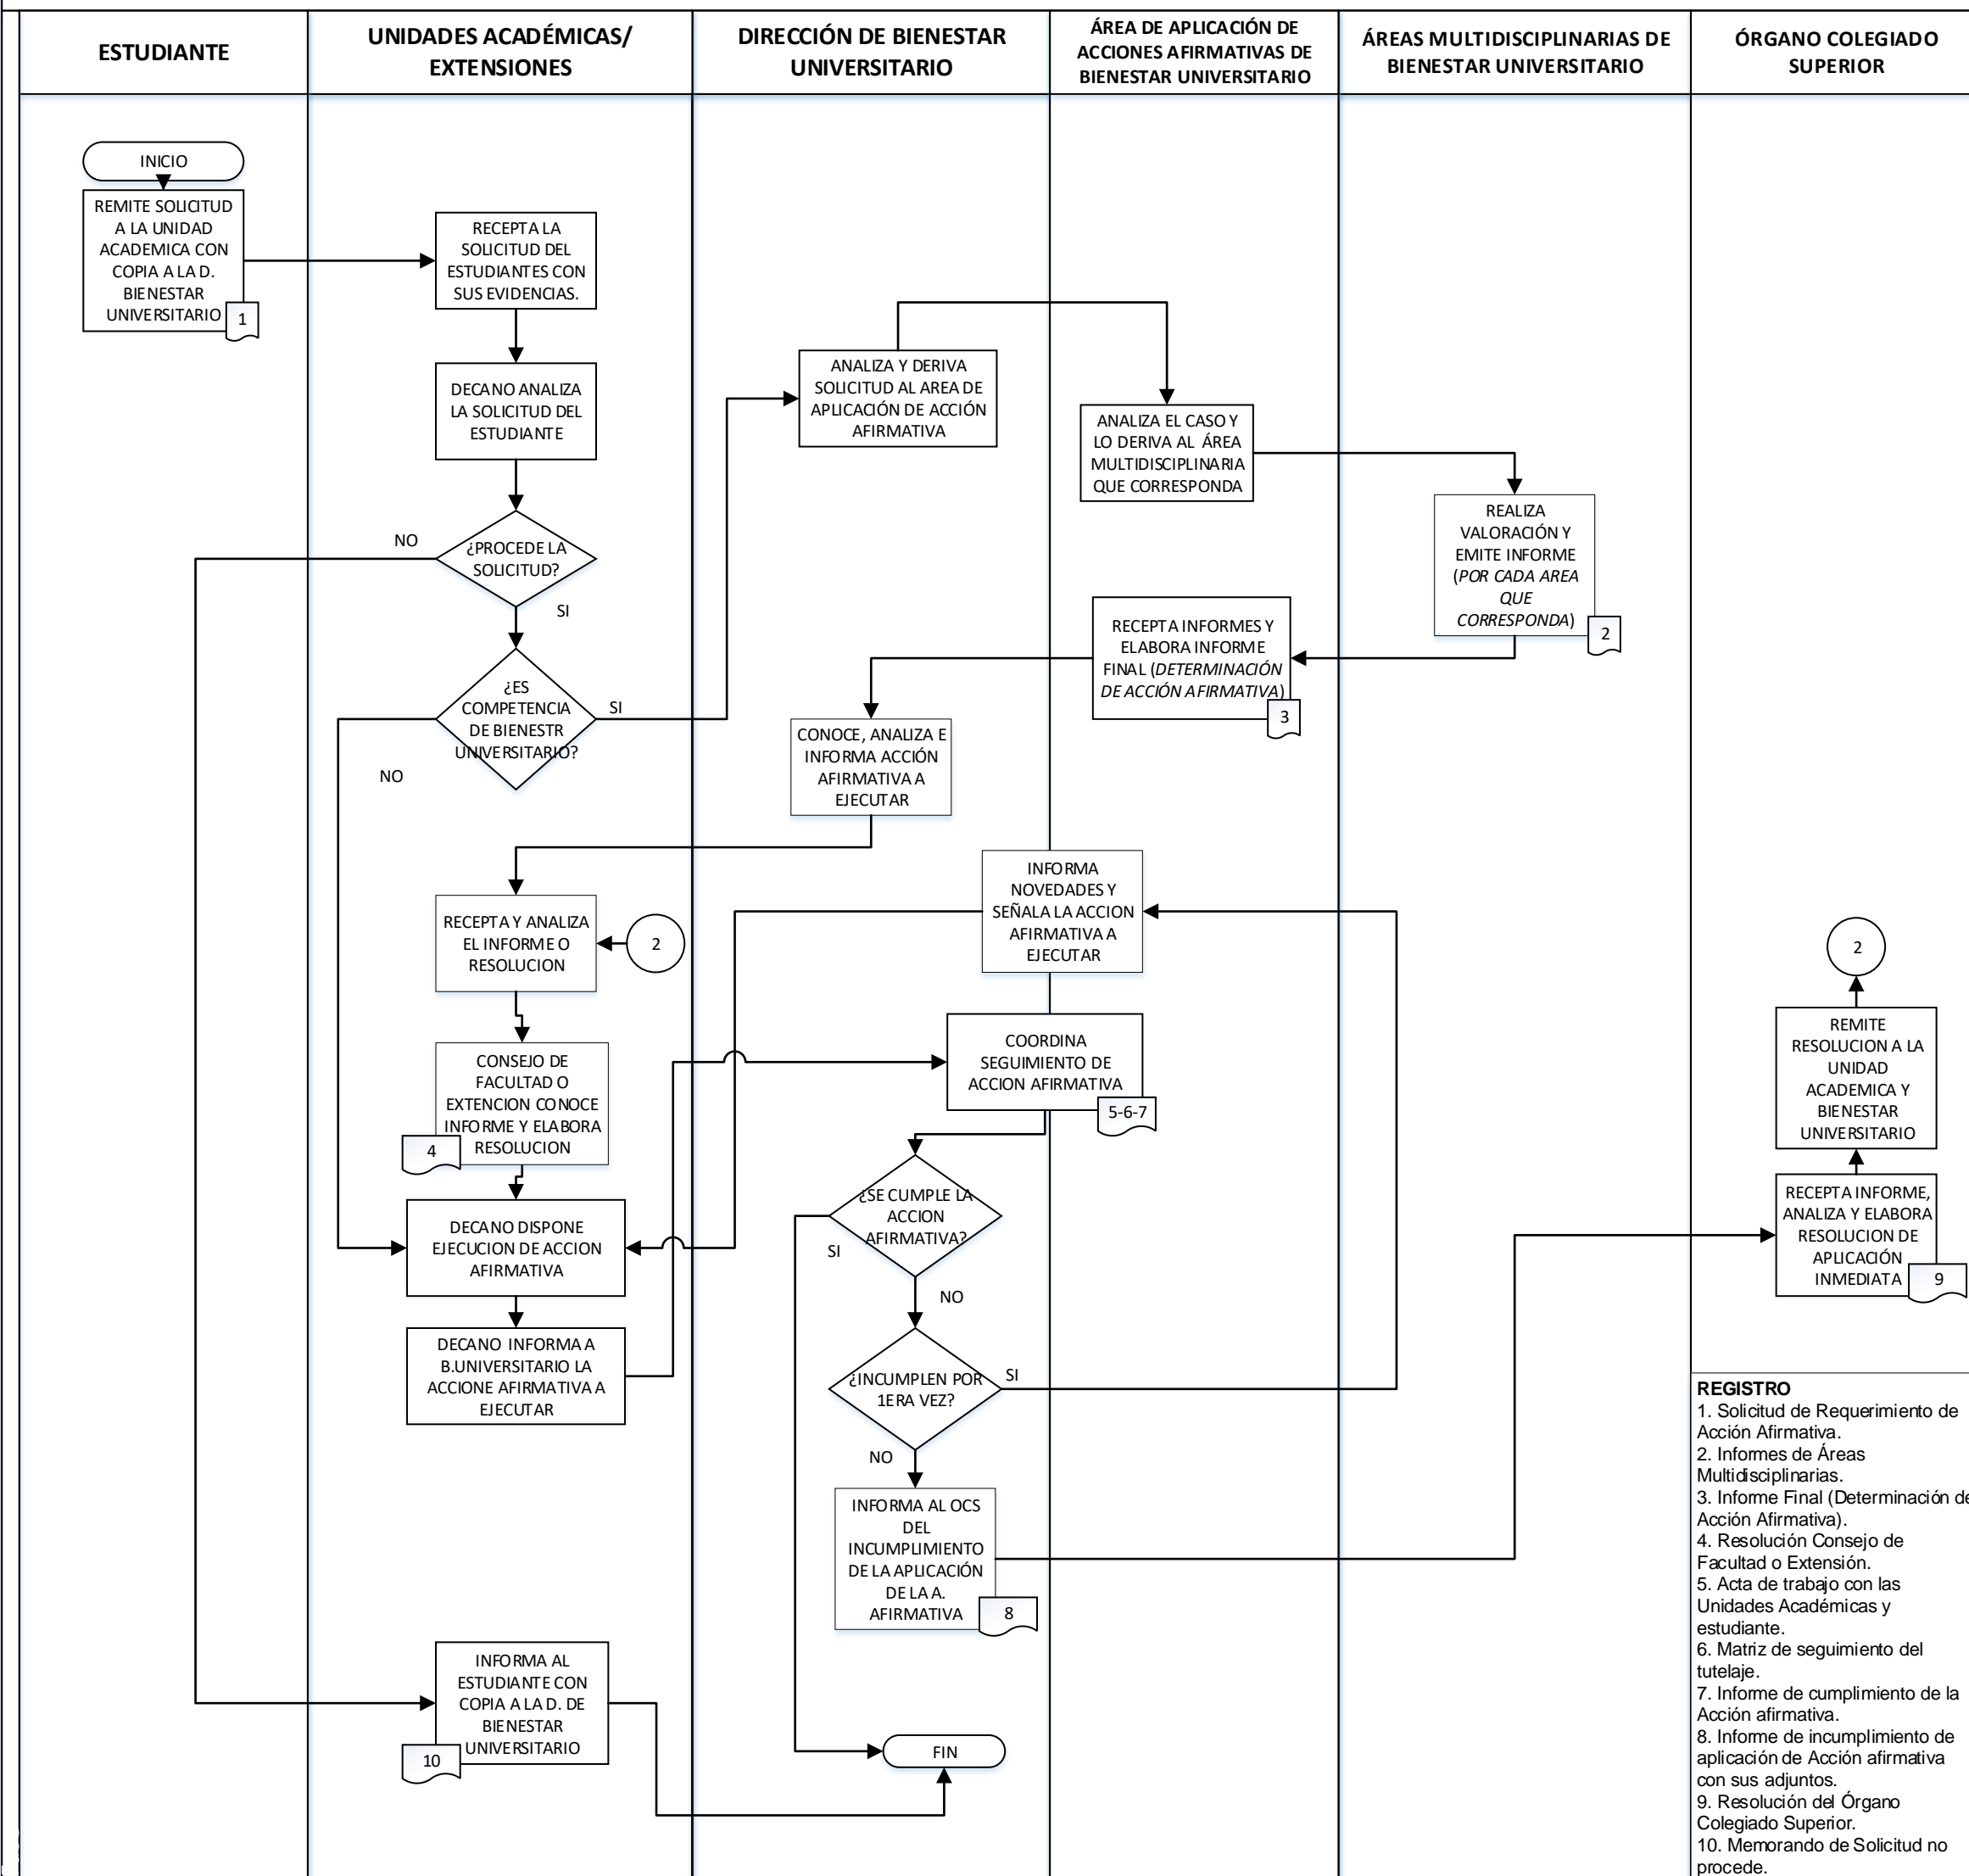 ESTUDIANTE
UNIDADES ACADÉMICAS/
EXTENSIONES
DIRECCIÓN DE BIENESTAR
UNIVERSITARIO
ÁREA DE APLICACIÓN DE
ACCIONES AFIRMATIVAS DE
BIENESTAR UNIVERSITARIO
ÁREAS MULTIDISCIPLINARIAS DE
BIENESTAR UNIVERSITARIO
ÓRGANO COLEGIADO
SUPERIOR
INICIO
REMITE SOLICITUD
A LA UNIDAD
ACADEMICA CON
COPIA A LA D.
BIENESTAR
UNIVERSITARIO
1
RECEPTA LA
SOLICITUD DEL
ESTUDIANTES CON
SUS EVIDENCIAS.
DECANO ANALIZA
LA SOLICITUD DEL
ESTUDIANTE
¿PROCEDE LA
SOLICITUD?
NO
SI
¿ES
COMPETENCIA
DE BIENESTR
UNIVERSITARIO?
SI
NO
ANALIZA Y DERIVA
SOLICITUD AL AREA DE
APLICACIÓN DE ACCIÓN
AFIRMATIVA
ANALIZA EL CASO Y
LO DERIVA AL ÁREA
MULTIDISCIPLINARIA
QUE CORRESPONDA
REALIZA
VALORACIÓN Y
EMITE INFORME
(POR CADA AREA
QUE
CORRESPONDA)
2
RECEPTA INFORMES Y
ELABORA INFORME
FINAL (DETERMINACIÓN
DE ACCIÓN AFIRMATIVA)
3
CONOCE, ANALIZA E
INFORMA ACCIÓN
AFIRMATIVA A
EJECUTAR
RECEPTA Y ANALIZA
EL INFORME O
RESOLUCION
2
CONSEJO DE
FACULTAD O
EXTENCION CONOCE
INFORME Y ELABORA
RESOLUCION
4
DECANO DISPONE
EJECUCION DE ACCION
AFIRMATIVA
DECANO INFORMA A
B.UNIVERSITARIO LA
ACCIONE AFIRMATIVA A
EJECUTAR
INFORMA
NOVEDADES Y
SEÑALA LA ACCION
AFIRMATIVA A
EJECUTAR
COORDINA
SEGUIMIENTO DE
ACCION AFIRMATIVA
5-6-7
¿SE CUMPLE LA
ACCION
AFIRMATIVA?
SI
NO
¿INCUMPLEN POR
1ERA VEZ?
SI
NO
INFORMA AL OCS
DEL
INCUMPLIMIENTO
DE LA APLICACIÓN
DE LA A.
AFIRMATIVA
8
2
REMITE
RESOLUCION A LA
UNIDAD
ACADEMICA Y
BIENESTAR
UNIVERSITARIO
RECEPTA INFORME,
ANALIZA Y ELABORA
RESOLUCION DE
APLICACIÓN
INMEDIATA
9
INFORMA AL
ESTUDIANTE CON
COPIA A LA D. DE
BIENESTAR
UNIVERSITARIO
10
FIN
REGISTRO
1. Solicitud de Requerimiento de
Acción Afirmativa.
2. Informes de Áreas
Multidisciplinarias.
3. Informe Final (Determinación de
Acción Afirmativa).
4. Resolución Consejo de
Facultad o Extensión.
5. Acta de trabajo con las
Unidades Académicas y
estudiante.
6. Matriz de seguimiento del
tutelaje.
7. Informe de cumplimiento de la
Acción afirmativa.
8. Informe de incumplimiento de
aplicación de Acción afirmativa
con sus adjuntos.
9. Resolución del Órgano
Colegiado Superior.
10. Memorando de Solicitud no
procede.